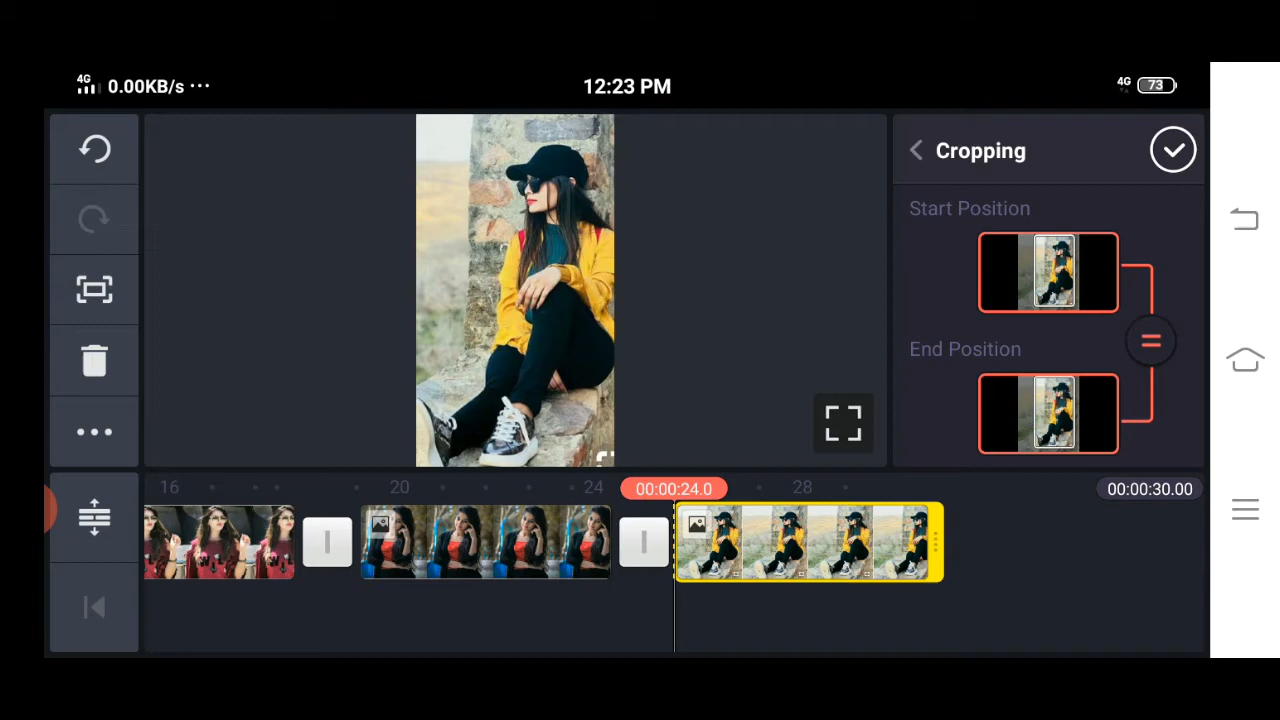 4G 0.00KB/s ... 12:23 PM 4G 73
Cropping
Start Position
End Position
16 20 24 00:00:24.0 28 00:00:30.00